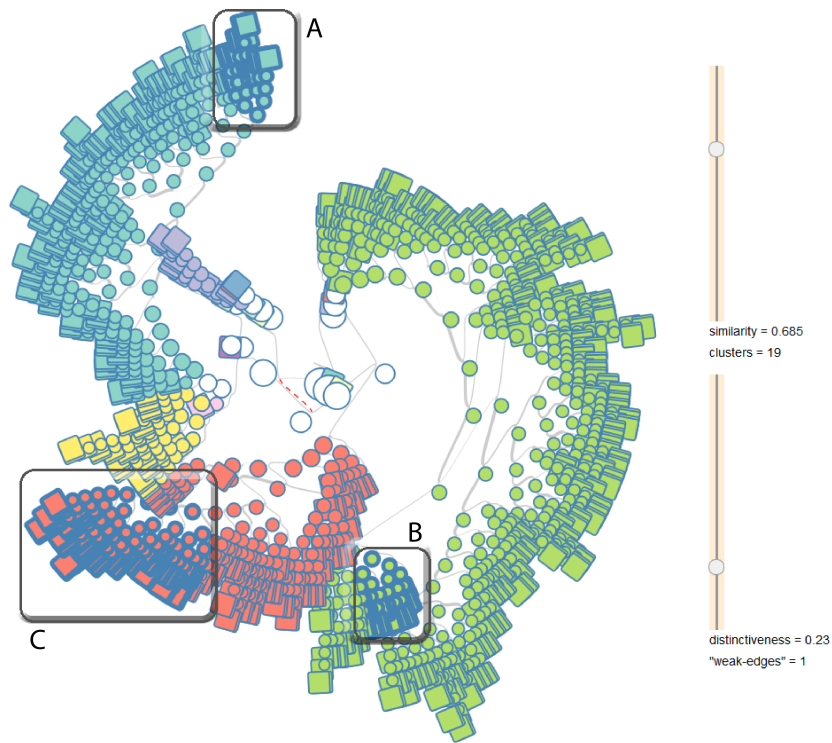 A
similarity = 0.685
clusters = 19
B
C
distinctiveness = 0.23
"weak-edges" = 1